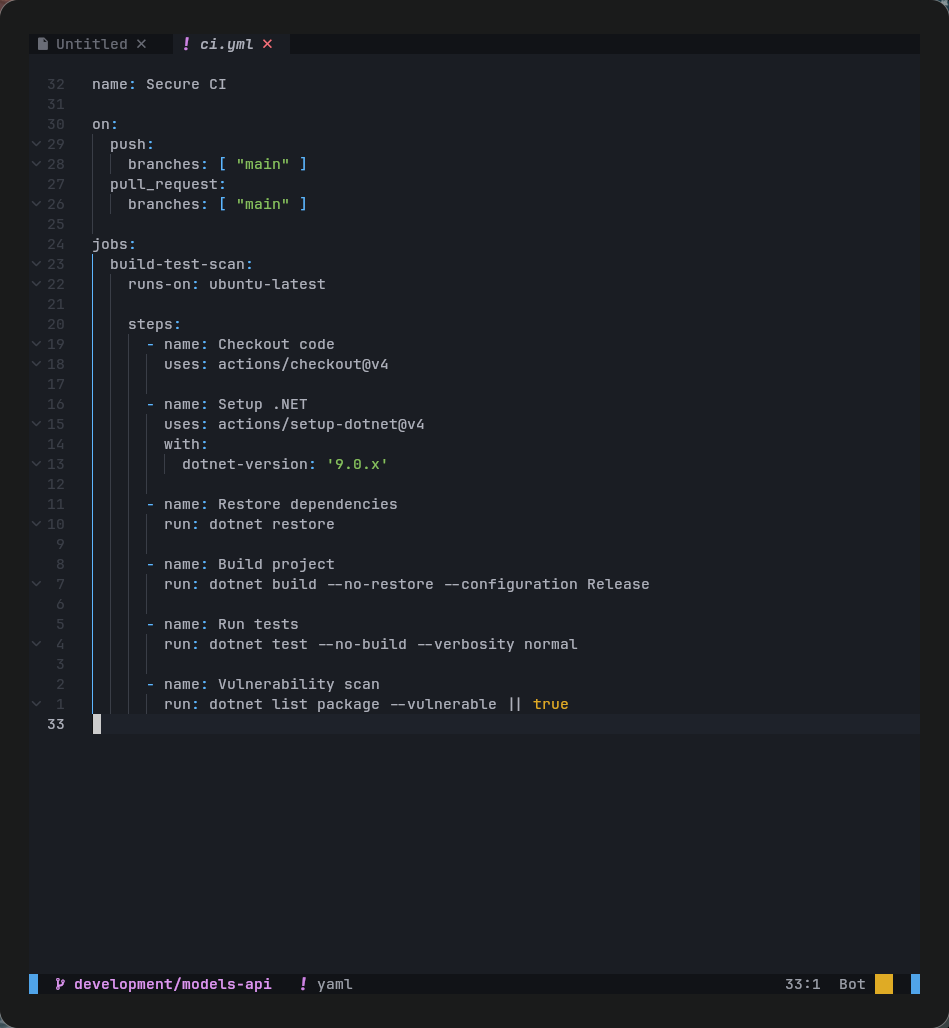 Untitled × ! ci.yml ×
32 name: Secure CI
31
30 on:
29 push:
28 branches: [ "main" ]
27 pull_request:
26 branches: [ "main" ]
25
24 jobs:
23 build-test-scan:
22 runs-on: ubuntu-latest
21
20 steps:
19 - name: Checkout code
18 uses: actions/checkout@v4
17
16 - name: Setup .NET
15 uses: actions/setup-dotnet@v4
14 with:
13 dotnet-version: '9.0.x'
12
11 - name: Restore dependencies
10 run: dotnet restore
9
8 - name: Build project
7 run: dotnet build --no-restore --configuration Release
6
5 - name: Run tests
4 run: dotnet test --no-build --verbosity normal
3
2 - name: Vulnerability scan
1 run: dotnet list package --vulnerable || true
33
development/models-api ! yaml 33:1 Bot